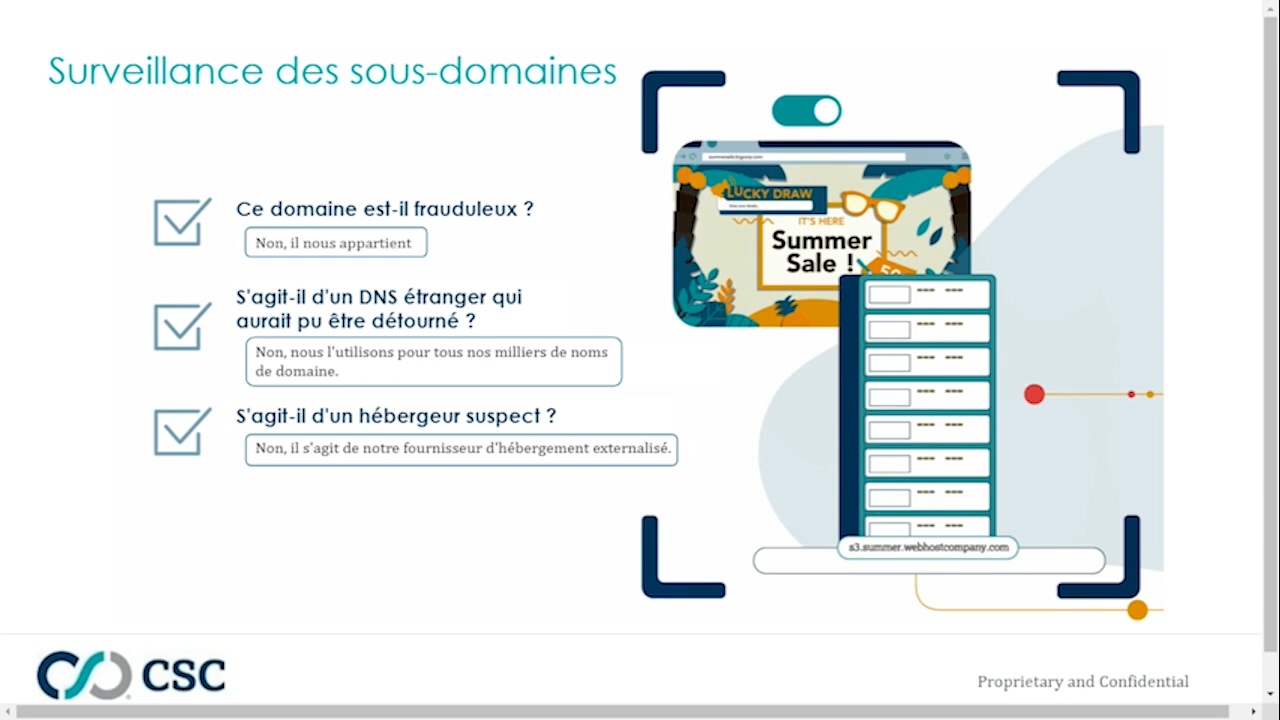 Surveillance des sous-domaines
Ce domaine est-il frauduleux ?
Non, il nous appartient
S'agit-il d'un DNS étranger qui
aurait pu être détourné ?
Non, nous l'utilisons pour tous nos milliers de noms
de domaine.
S'agit-il d'un hébergeur suspect ?
Non, il s'agit de notre fournisseur d'hébergement externalisé.
LUCKY DRAW
IT'S HERE
Summer
Sale !
50
s3.summer.webhostcompany.com
CSC
Proprietary and Confidential